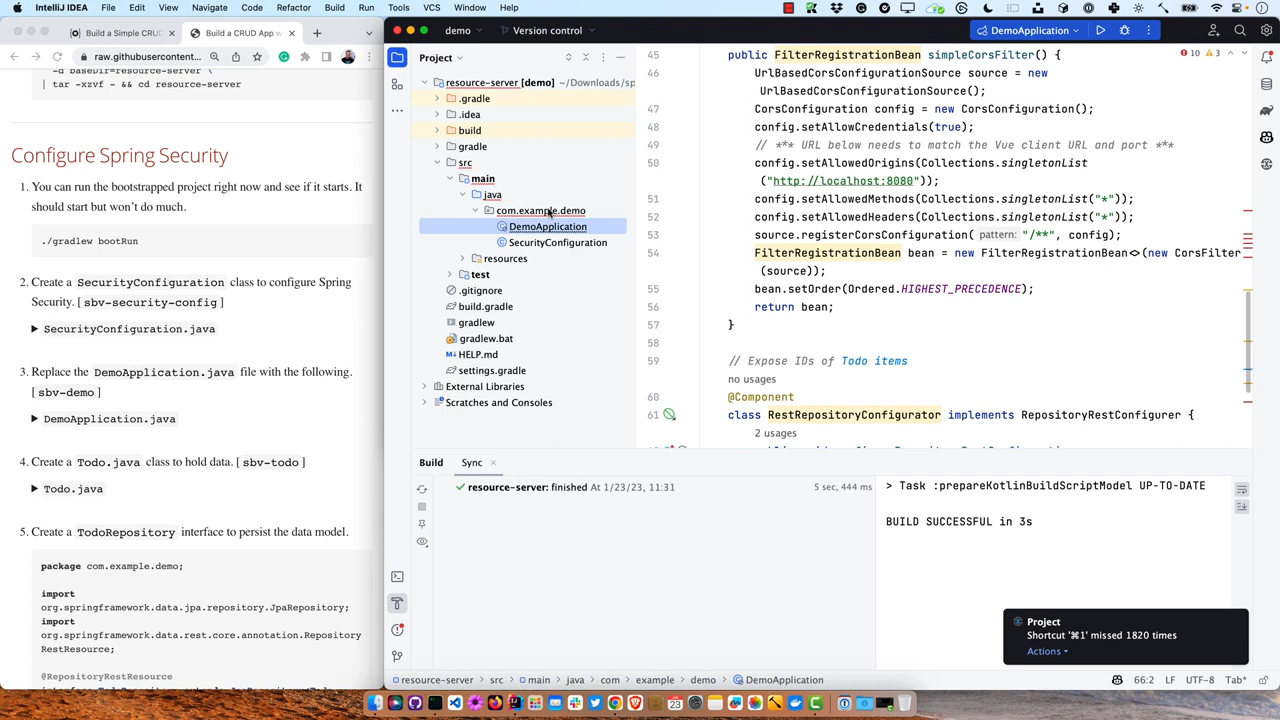 IntelliJ IDEA File Edit View Navigate Code Refactor Build Run Tools VCS Window Help
Build a Simple CRUD
Build a CRUD App w
raw.githubusercontent...
-d baseDir=resource-server \
| tar -xzvf - && cd resource-server
Configure Spring Security
1. You can run the bootstrapped project right now and see if it starts. It
should start but won't do much.
./gradlew bootRun
2. Create a SecurityConfiguration class to configure Spring
Security. [ sbv-security-config ]
▶ SecurityConfiguration.java
3. Replace the DemoApplication.java file with the following.
[ sbv-demo ]
▶ DemoApplication.java
4. Create a Todo.java class to hold data. [ sbv-todo ]
▶ Todo.java
5. Create a TodoRepository interface to persist the data model.
package com.example.demo;
import
org.springframework.data.jpa.repository.JpaRepository;
import
org.springframework.data.rest.core.annotation.Repository
RestResource;
@RepositoryRestResource
demo Version control DemoApplication
Project
resource-server [demo] ~/Downloads/sp
.gradle
.idea
build
gradle
src
main
java
com.example.demo
DemoApplication
SecurityConfiguration
resources
test
.gitignore
build.gradle
gradlew
gradlew.bat
HELP.md
settings.gradle
External Libraries
Scratches and Consoles
10 3
45 public FilterRegistrationBean simpleCorsFilter() {
46 UrlBasedCorsConfigurationSource source = new
UrlBasedCorsConfigurationSource();
47 CorsConfiguration config = new CorsConfiguration();
48 config.setAllowCredentials(true);
49 // *** URL below needs to match the Vue client URL and port ***
50 config.setAllowedOrigins(Collections.singletonList
("http://localhost:8080"));
51 config.setAllowedMethods(Collections.singletonList("*"));
52 config.setAllowedHeaders(Collections.singletonList("*"));
53 source.registerCorsConfiguration( pattern: "/**", config);
54 FilterRegistrationBean bean = new FilterRegistrationBean<>(new CorsFilter
(source));
55 bean.setOrder(Ordered.HIGHEST_PRECEDENCE);
56 return bean;
57 }
58
59 // Expose IDs of Todo items
no usages
60 @Component
61 class RestRepositoryConfigurator implements RepositoryRestConfigurer {
2 usages
Build Sync
resource-server: finished At 1/23/23, 11:31 5 sec, 444 ms
> Task :prepareKotlinBuildScriptModel UP-TO-DATE
BUILD SUCCESSFUL in 3s
Project
Shortcut '⌘1' missed 1820 times
Actions
resource-server > src > main > java > com > example > demo > DemoApplication
66:2 LF UTF-8 Tab*
23